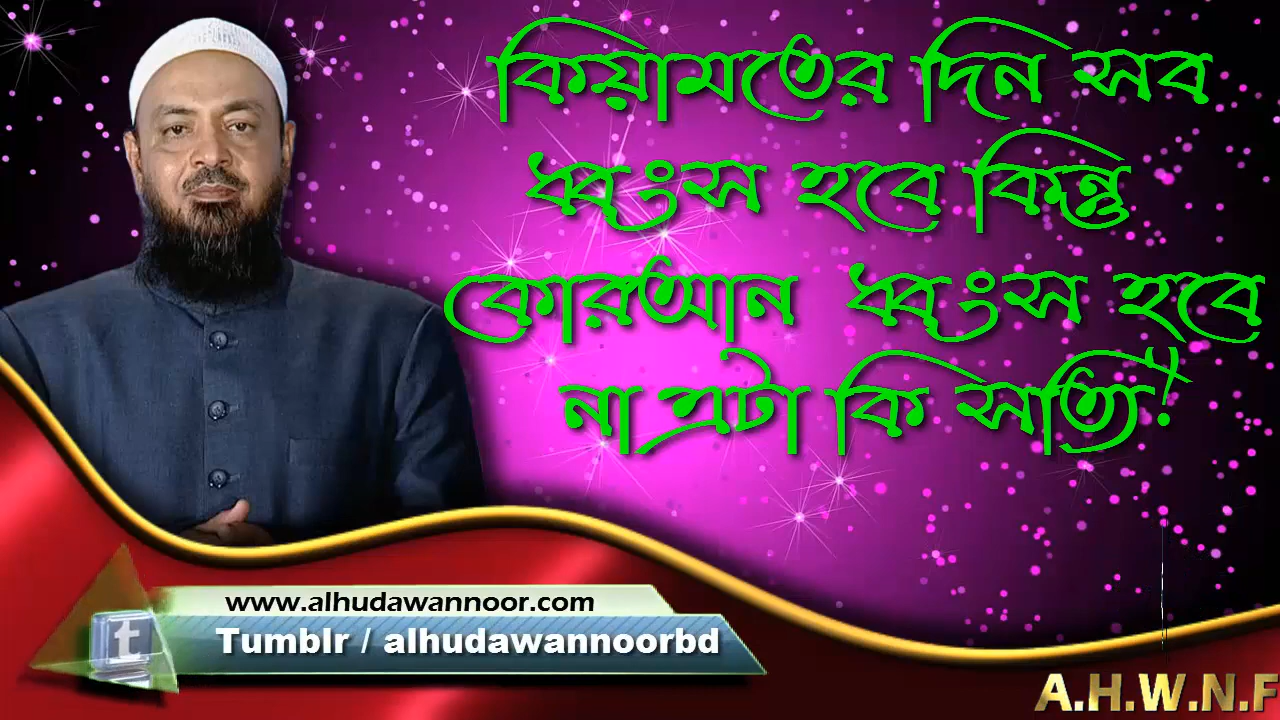 কিয়ামতের দিন সব
ধ্বংস হবে কিন্তু
কোরআন ধ্বংস হবে
না এটা কি সত্যি!
www.alhudawannoor.com
t
Tumblr / alhudawannoorbd
A.H.W.N.F